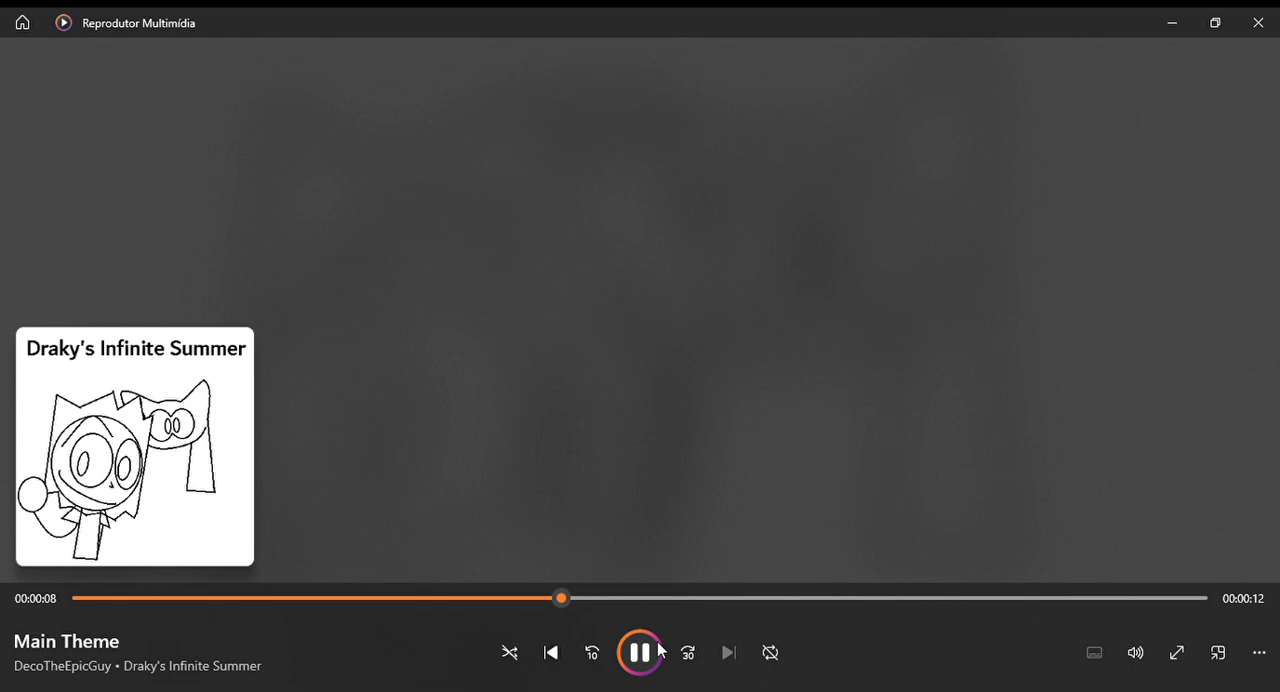 Reprodutor Multimídia
Draky's Infinite Summer
00:00:08
00:00:12
Main Theme
DecoTheEpicGuy • Draky's Infinite Summer
10
30